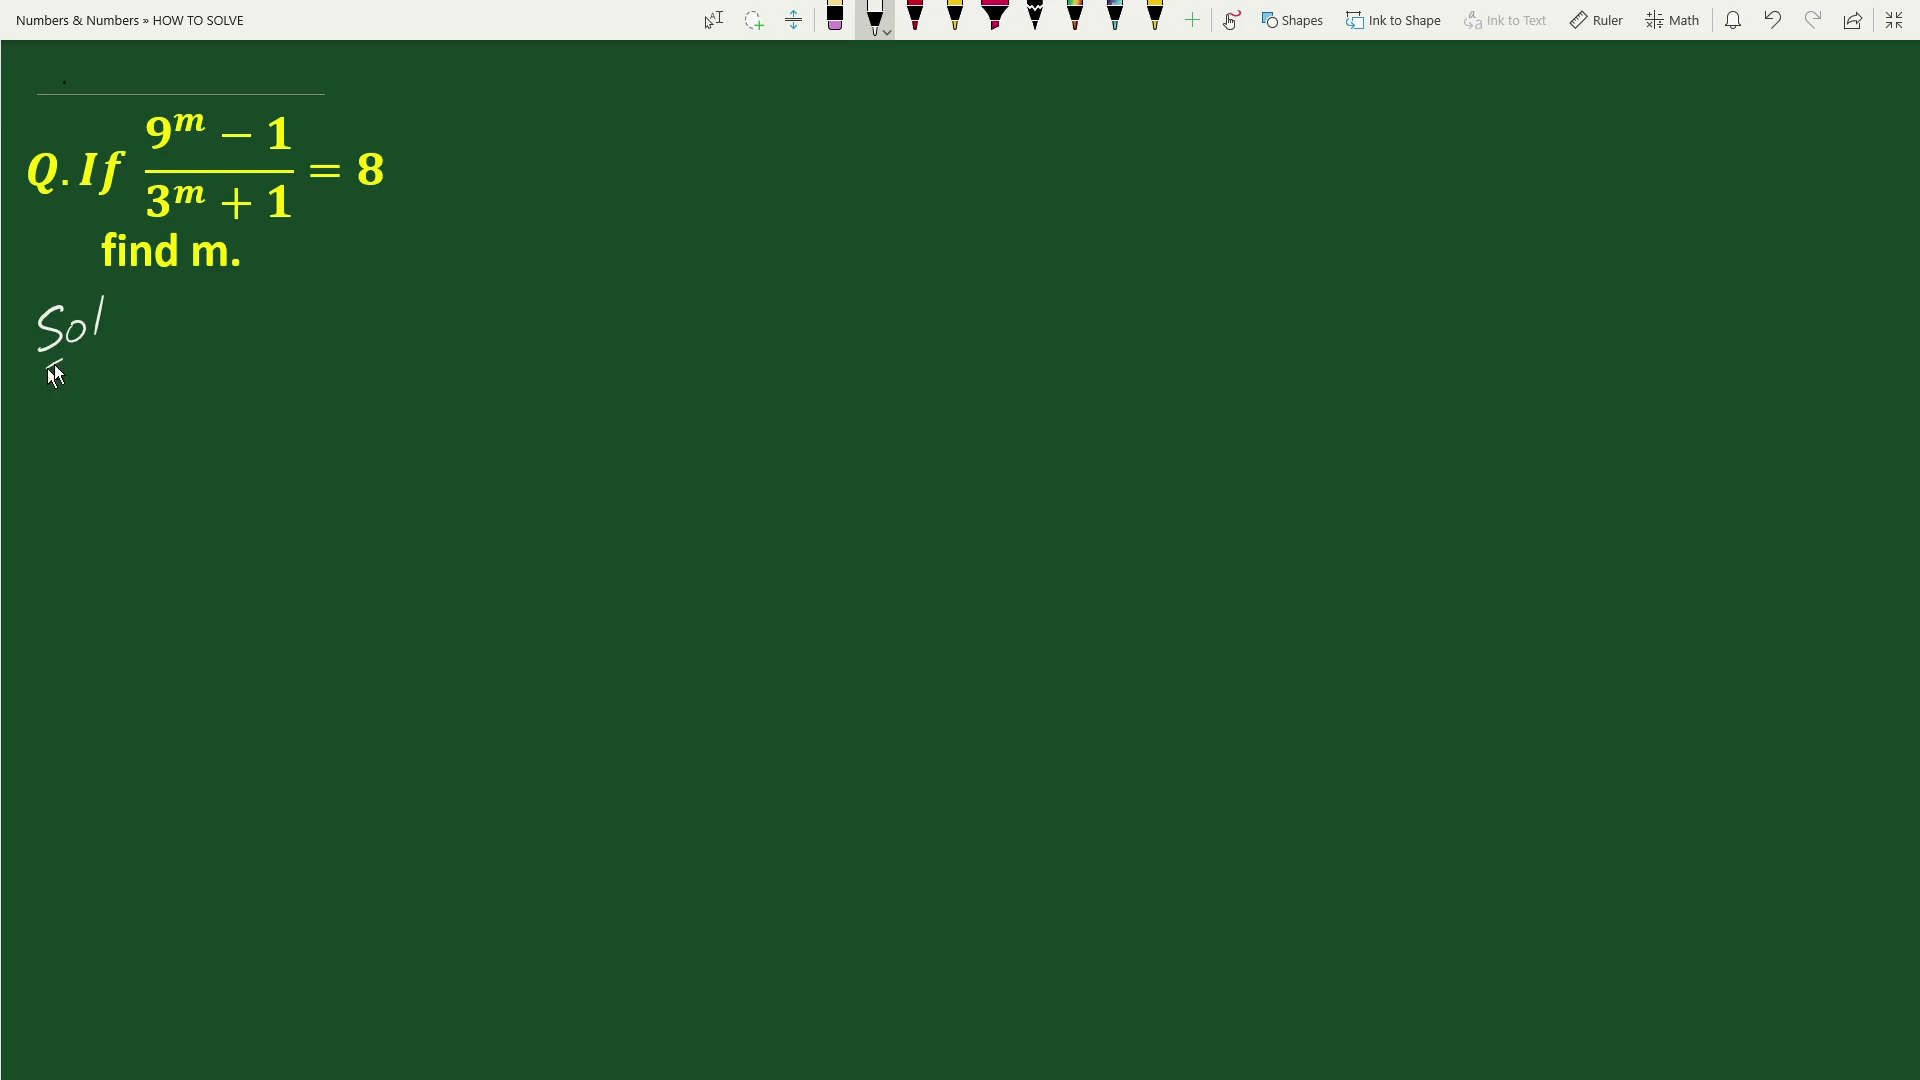 Numbers & Numbers » HOW TO SOLVE
Shapes Ink to Shape Ink to Text Ruler Math
Q. If (9^m − 1)/(3^m + 1) = 8
find m.
Sol